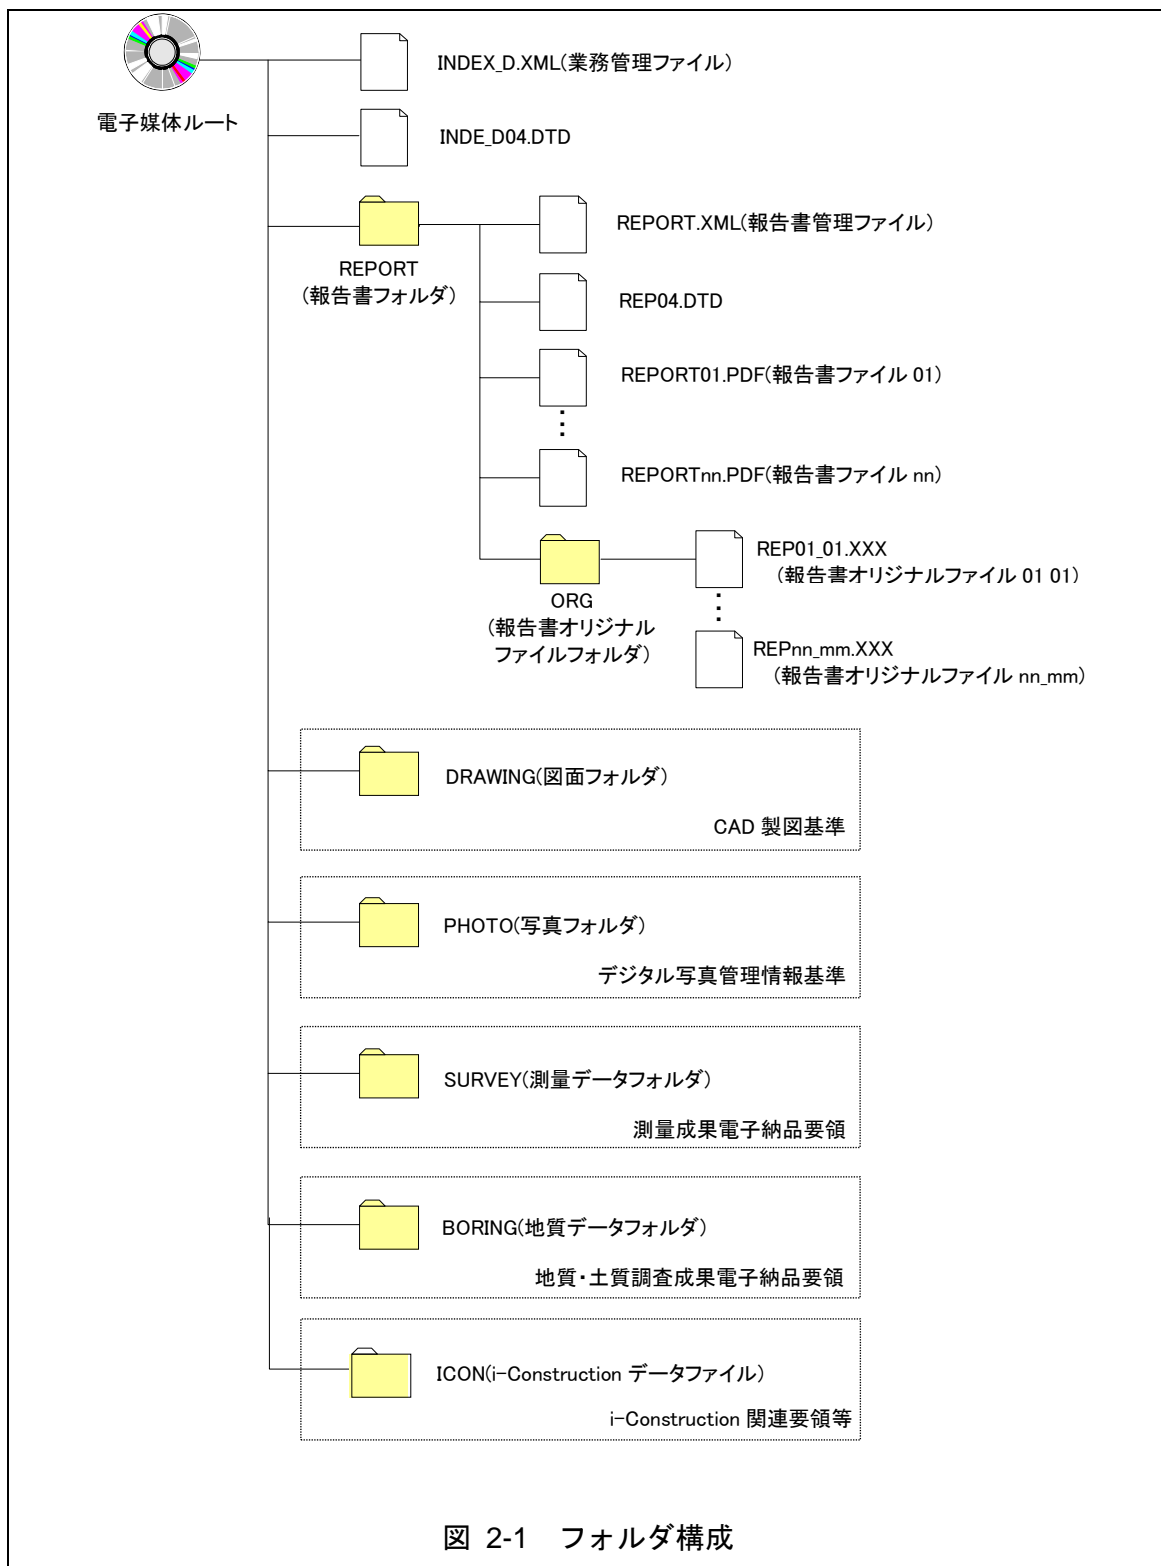 INDEX_D.XML(業務管理ファイル)
電子媒体ルート
INDE_D04.DTD
REPORT.XML(報告書管理ファイル)
REPORT
(報告書フォルダ)
REP04.DTD
REPORT01.PDF(報告書ファイル 01)
REPORTnn.PDF(報告書ファイル nn)
REP01_01.XXX
(報告書オリジナルファイル 01 01)
ORG
(報告書オリジナル
ファイルフォルダ)
REPnn_mm.XXX
(報告書オリジナルファイル nn_mm)
DRAWING(図面フォルダ)
CAD 製図基準
PHOTO(写真フォルダ)
デジタル写真管理情報基準
SURVEY(測量データフォルダ)
測量成果電子納品要領
BORING(地質データフォルダ)
地質・土質調査成果電子納品要領
ICON(i-Construction データファイル)
i-Construction 関連要領等
図 2-1 フォルダ構成